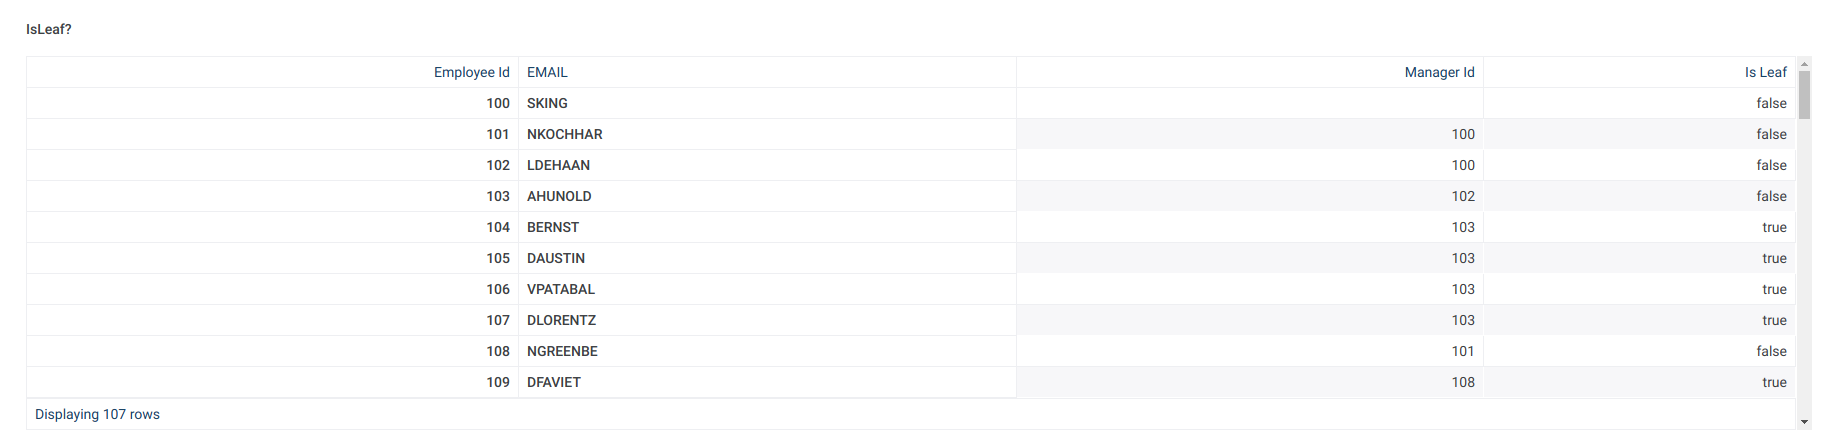 IsLeaf?
Employee Id EMAIL Manager Id Is Leaf
100 SKING false
101 NKOCHHAR 100 false
102 LDEHAAN 100 false
103 AHUNOLD 102 false
104 BERNST 103 true
105 DAUSTIN 103 true
106 VPATABAL 103 true
107 DLORENTZ 103 true
108 NGREENBE 101 false
109 DFAVIET 108 true
Displaying 107 rows